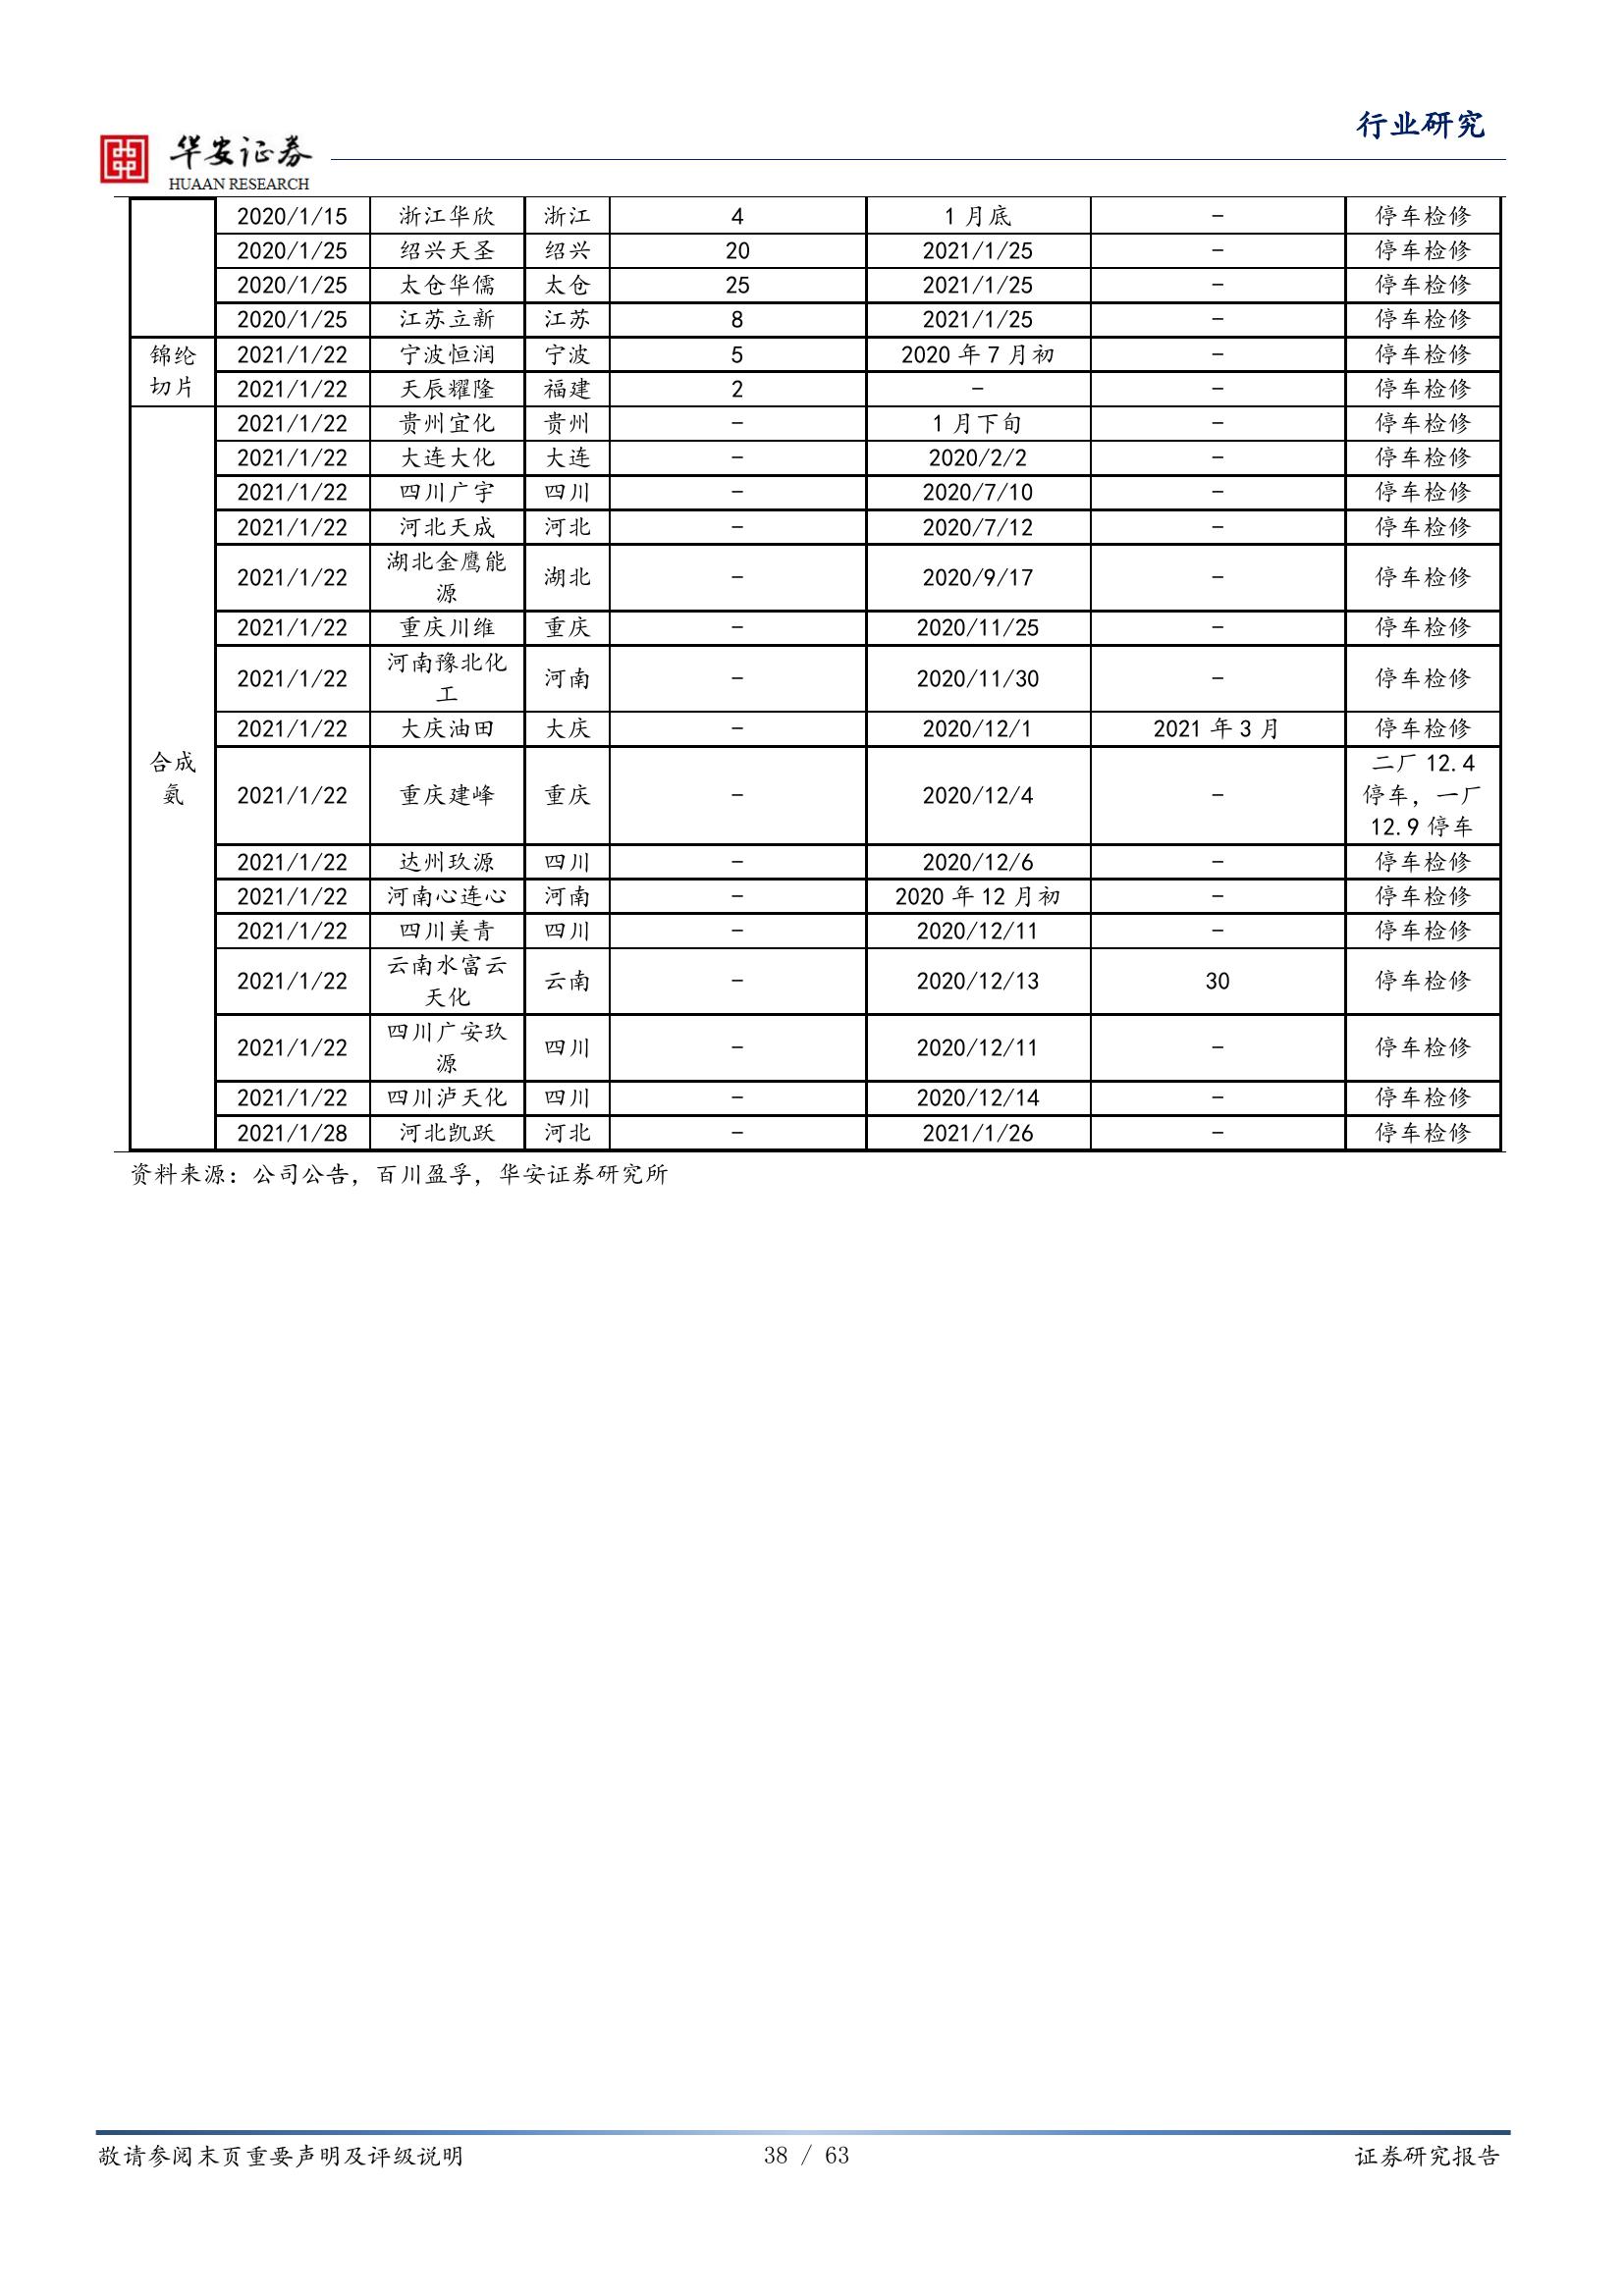 行业研究
华安证券
HUAAN RESEARCH
2020/1/15 浙江华欣 浙江 4 1月底 - 停车检修
2020/1/25 绍兴天圣 绍兴 20 2021/1/25 - 停车检修
2020/1/25 太仓华儒 太仓 25 2021/1/25 - 停车检修
2020/1/25 江苏立新 江苏 8 2021/1/25 - 停车检修
锦纶
切片
2021/1/22 宁波恒润 宁波 5 2020年7月初 - 停车检修
2021/1/22 天辰耀隆 福建 2 - - 停车检修
合成
氨
2021/1/22 贵州宜化 贵州 - 1月下旬 - 停车检修
2021/1/22 大连大化 大连 - 2020/2/2 - 停车检修
2021/1/22 四川广宇 四川 - 2020/7/10 - 停车检修
2021/1/22 河北天成 河北 - 2020/7/12 - 停车检修
2021/1/22 湖北金鹰能
源 湖北 - 2020/9/17 - 停车检修
2021/1/22 重庆川维 重庆 - 2020/11/25 - 停车检修
2021/1/22 河南豫北化
工 河南 - 2020/11/30 - 停车检修
2021/1/22 大庆油田 大庆 - 2020/12/1 2021年3月 停车检修
2021/1/22 重庆建峰 重庆 - 2020/12/4 - 二厂12.4
停车，一厂
12.9停车
2021/1/22 达州玖源 四川 - 2020/12/6 - 停车检修
2021/1/22 河南心连心 河南 - 2020年12月初 - 停车检修
2021/1/22 四川美青 四川 - 2020/12/11 - 停车检修
2021/1/22 云南水富云
天化 云南 - 2020/12/13 30 停车检修
2021/1/22 四川广安玖
源 四川 - 2020/12/11 - 停车检修
2021/1/22 四川泸天化 四川 - 2020/12/14 - 停车检修
2021/1/28 河北凯跃 河北 - 2021/1/26 - 停车检修
资料来源：公司公告，百川盈孚，华安证券研究所
敬请参阅末页重要声明及评级说明 38 / 63 证券研究报告